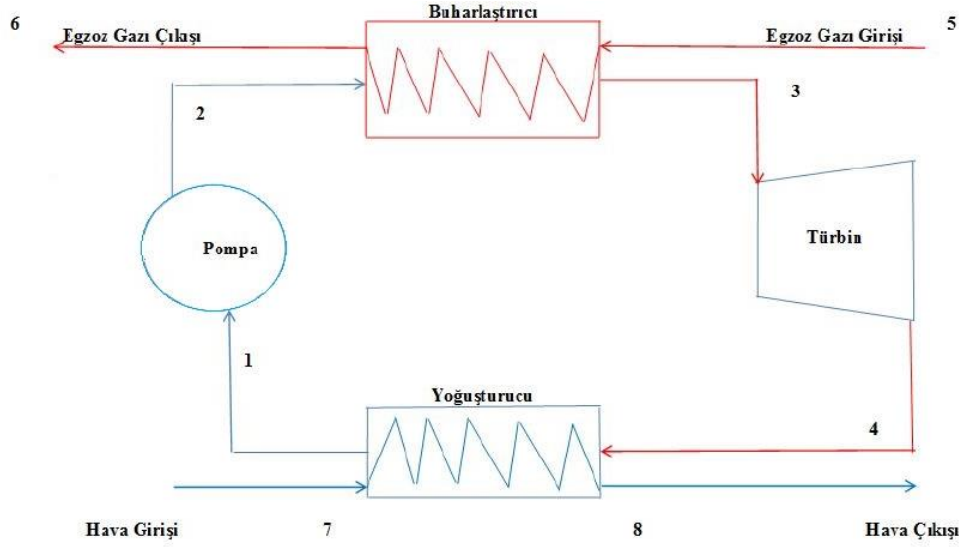 Buharlaştırıcı
6
5
Egzoz Gazı Çıkışı
Egzoz Gazı Girişi
3
2
Türbin
Pompa
1
Yoğuşturucu
4
Hava Girişi
7
8
Hava Çıkışı